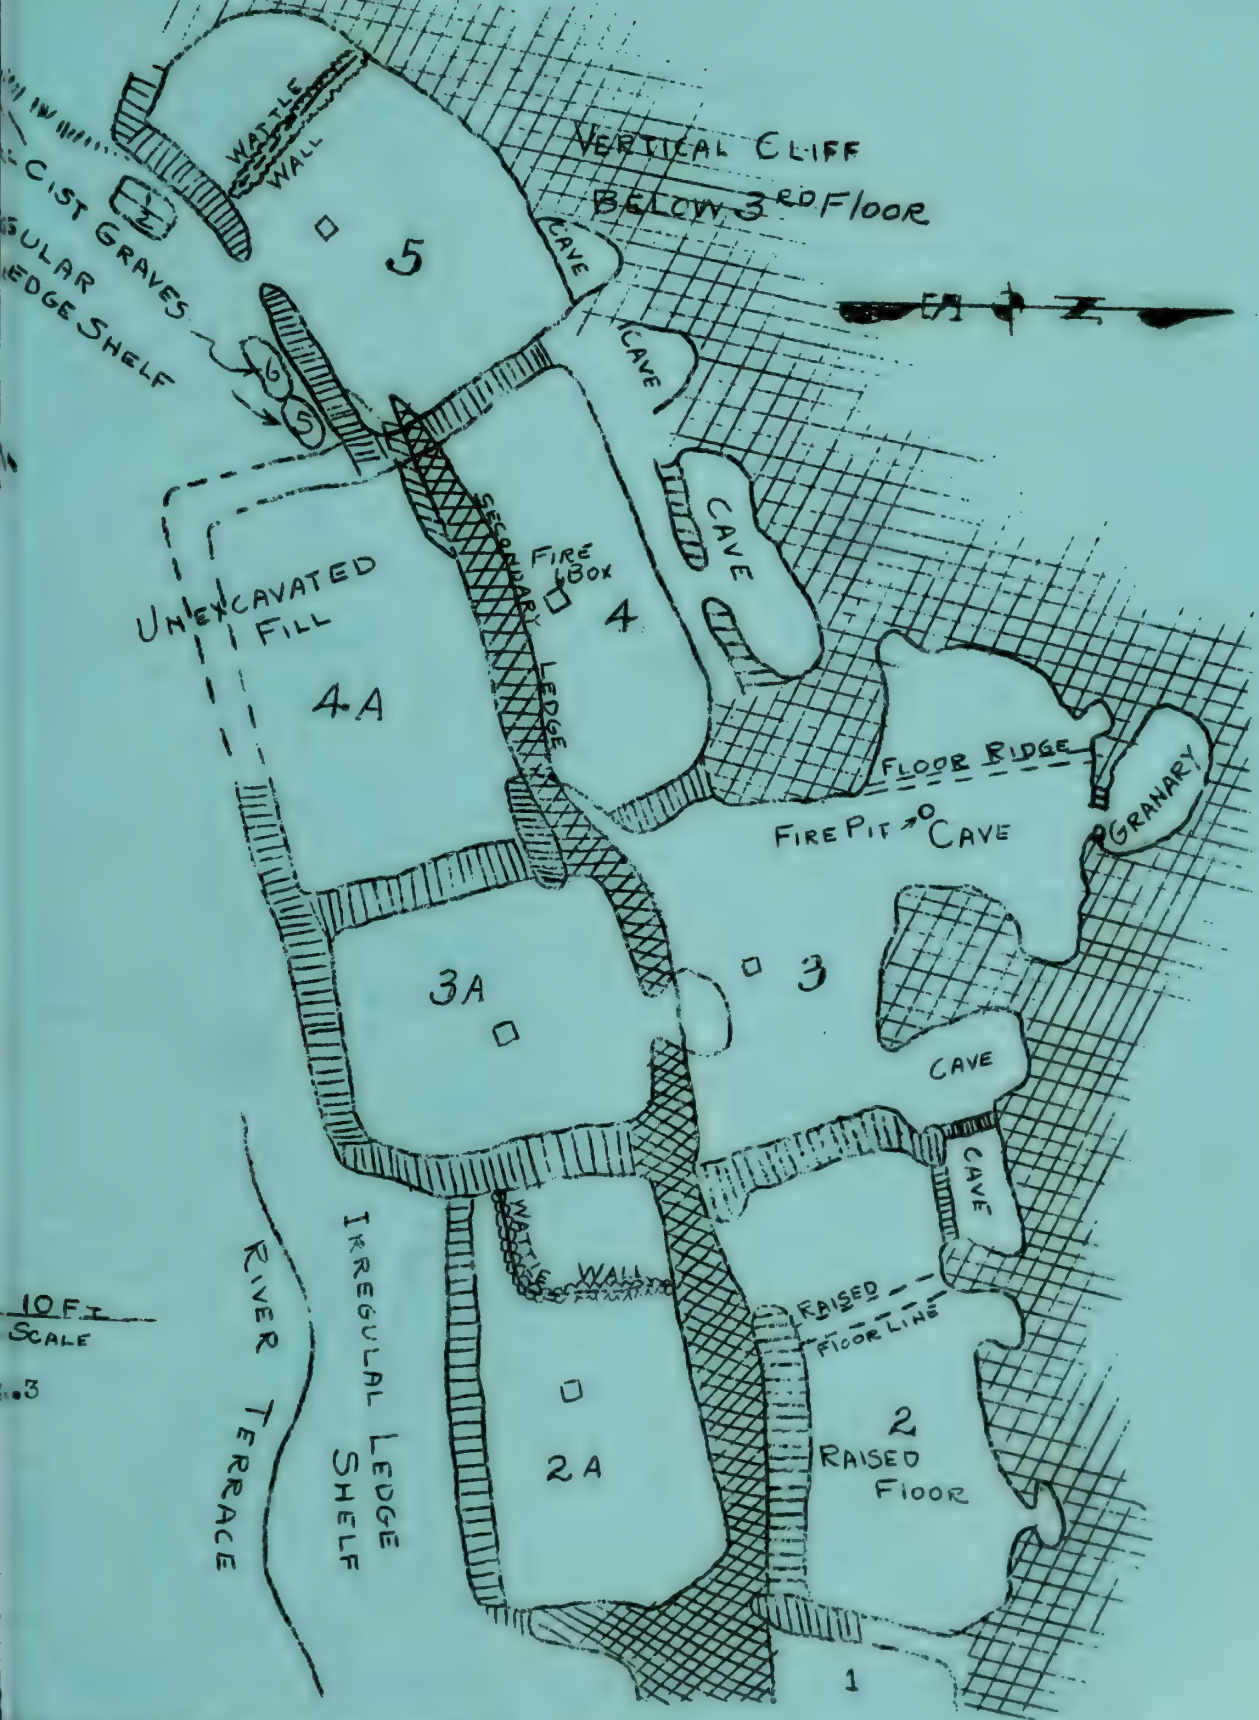 WATTLE
WALL
VERTICAL CLIFF
BELOW 3RD FLOOR
CIST GRAVES
EDGE SHELF
5
CAVE
S N
CAVE
6
5
CAVE
SECONDARY
LEDGE
FIRE
BOX
4
UNEXCAVATED
FILL
4A
FLOOR RIDGE
GRANARY
FIRE PIT → CAVE
3A
3
CAVE
CAVE
WATTLE
WALL
IRREGULAR LEDGE
SHELF
RIVER TERRACE
RAISED
FLOOR LINE
10 FT
SCALE
2
RAISED
FLOOR
2A
1